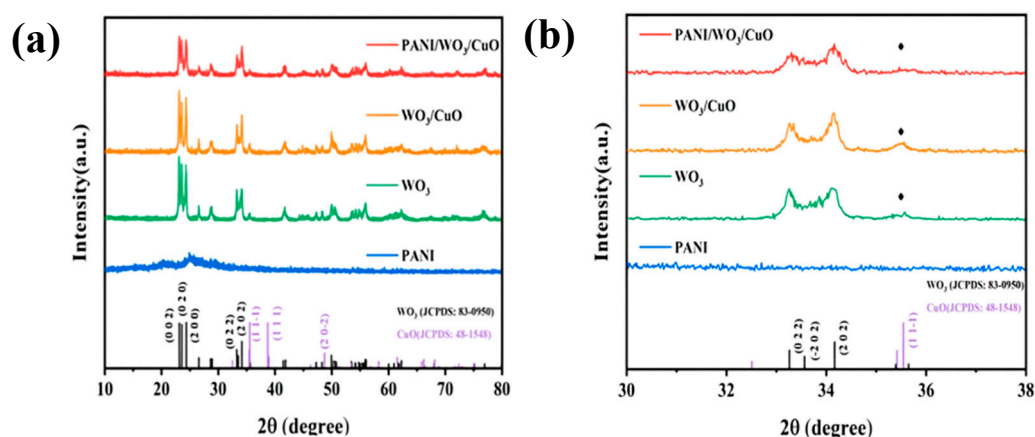 (a)
Intensity(a.u.)
PANI/WO₃/CuO
WO₃/CuO
WO₃
PANI
WO₃ (JCPDS: 83-0950)
CuO(JCPDS: 48-1548)
(0 0 2)
(0 2 0)
(2 0 0)
(0 2 2)
(2 0 2)
(1 1-1)
(1 1 1)
(2 0-2)
10 20 30 40 50 60 70 80
2θ (degree)
(b)
Intensity (a.u.)
PANI/WO₃/CuO
WO₃/CuO
WO₃
PANI
WO₃ (JCPDS: 83-0950)
CuO(JCPDS: 48-1548)
(0 2 2)
(-2 0 2)
(2 0 2)
(1 1-1)
30 32 34 36 38
2θ (degree)